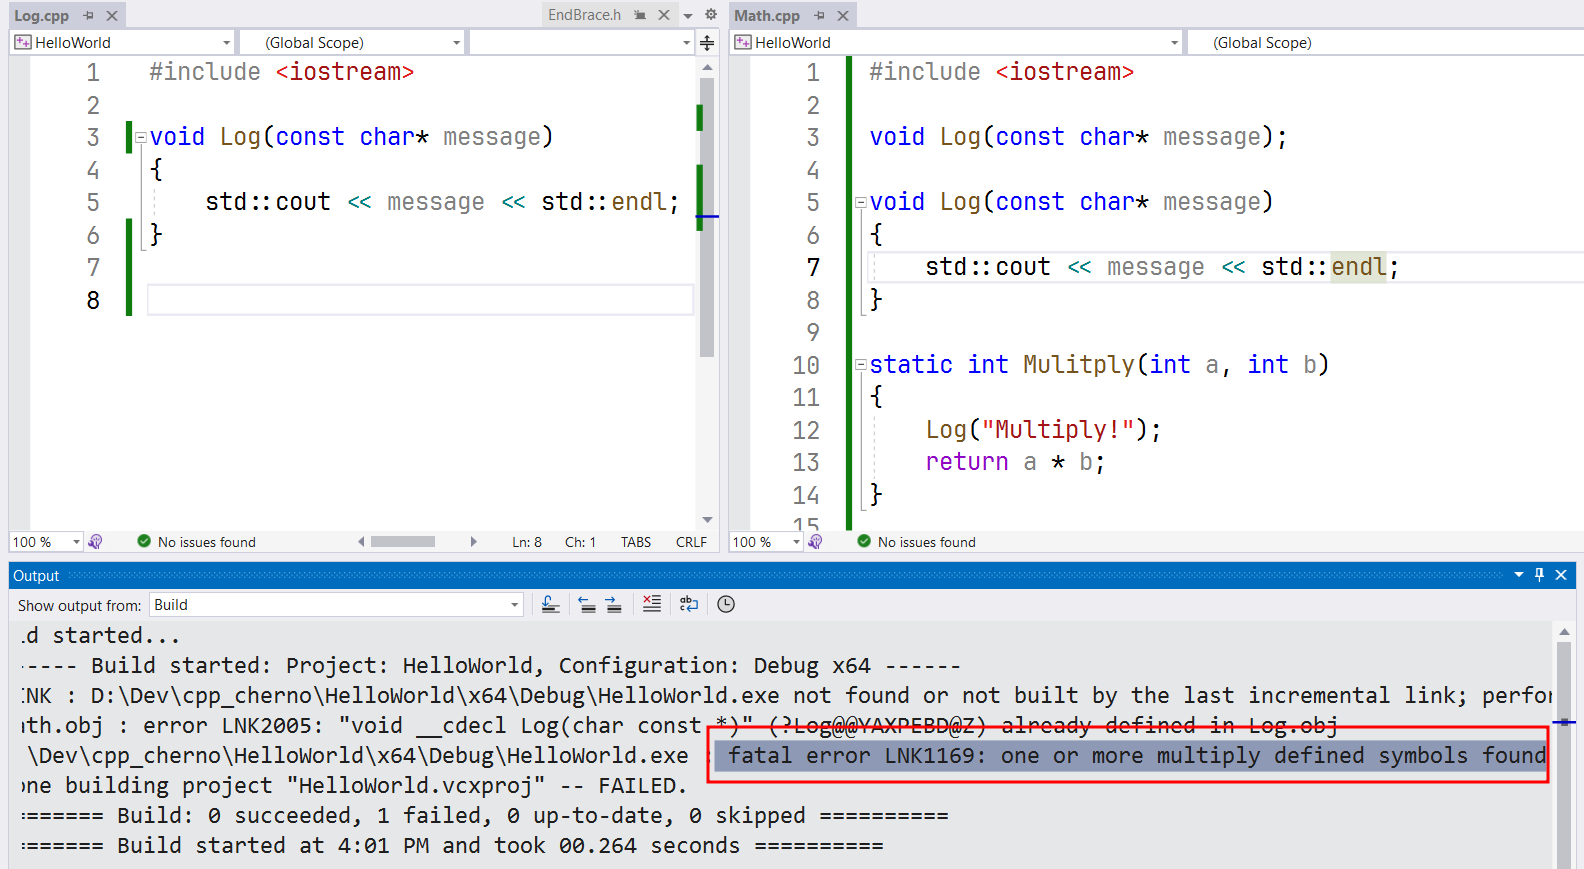 Log.cpp
EndBrace.h
HelloWorld
(Global Scope)
1 #include <iostream>
2
3 void Log(const char* message)
4 {
5 std::cout << message << std::endl;
6 }
7
8
100 %
No issues found
Ln: 8
Ch: 1
TABS
CRLF
Math.cpp
HelloWorld
(Global Scope)
1 #include <iostream>
2
3 void Log(const char* message);
4
5 void Log(const char* message)
6 {
7 std::cout << message << std::endl;
8 }
9
10 static int Mulitply(int a, int b)
11 {
12 Log("Multiply!");
13 return a * b;
14 }
15
100 %
No issues found
Output
Show output from: Build
ld started...
----- Build started: Project: HelloWorld, Configuration: Debug x64 ------
INK : D:\Dev\cpp_cherno\HelloWorld\x64\Debug\HelloWorld.exe not found or not built by the last incremental link; perfor
ath.obj : error LNK2005: "void __cdecl Log(char const *)" (?Log@@YAXPEBD@Z) already defined in Log.obj
\Dev\cpp_cherno\HelloWorld\x64\Debug\HelloWorld.exe : fatal error LNK1169: one or more multiply defined symbols found
one building project "HelloWorld.vcxproj" -- FAILED.
======= Build: 0 succeeded, 1 failed, 0 up-to-date, 0 skipped ==========
======= Build started at 4:01 PM and took 00.264 seconds ==========